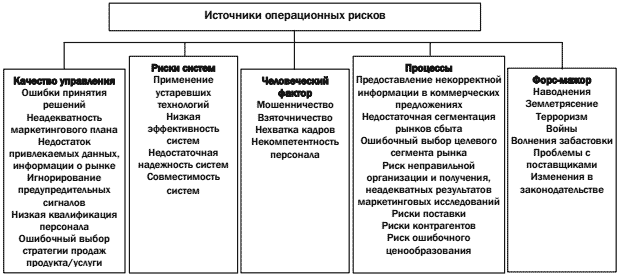 Источники операционных рисков
Качество управления
Ошибки принятия
решений
Неадекватность
маркетингового плана
Недостаток
привлекаемых данных,
информации о рынке
Игнорирование
предупредительных
сигналов
Низкая квалификация
персонала
Ошибочный выбор
стратегии продаж
продукта/услуги
Риски систем
Применение
устаревших
технологий
Низкая
эффективность
систем
Недостаточная
надежность систем
Совместимость
систем
Человеческий
фактор
Мошенничество
Взяточничество
Нехватка кадров
Некомпетентность
персонала
Процессы
Предоставление некорректной
информации в коммерческих
предложениях
Недостаточная сегментация
рынков сбыта
Ошибочный выбор целевого
сегмента рынка
Риск неправильной
организации и получения,
неадекватных результатов
маркетинговых исследований
Риски поставки
Риски контрагентов
Риск ошибочного
ценообразования
Форс-мажор
Наводнения
Землетрясение
Терроризм
Войны
Волнения забастовки
Проблемы с
поставщиками
Изменения в
законодательстве